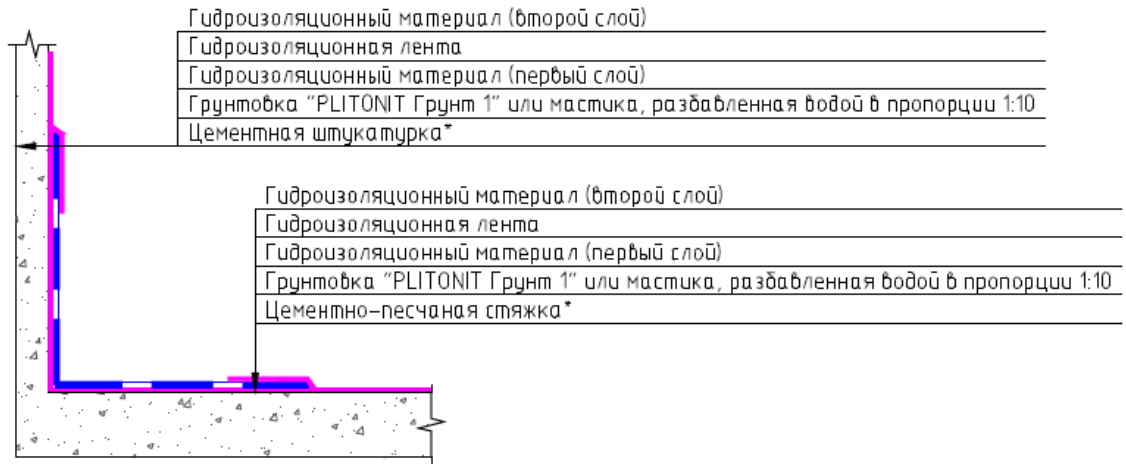 Гидроизоляционный материал (второй слой)
Гидроизоляционная лента
Гидроизоляционный материал (первый слой)
Грунтовка "PLITONIT Грунт 1" или мастика, разбавленная водой в пропорции 1:10
Цементная штукатурка*
Гидроизоляционный материал (второй слой)
Гидроизоляционная лента
Гидроизоляционный материал (первый слой)
Грунтовка "PLITONIT Грунт 1" или мастика, разбавленная водой в пропорции 1:10
Цементно-песчаная стяжка*